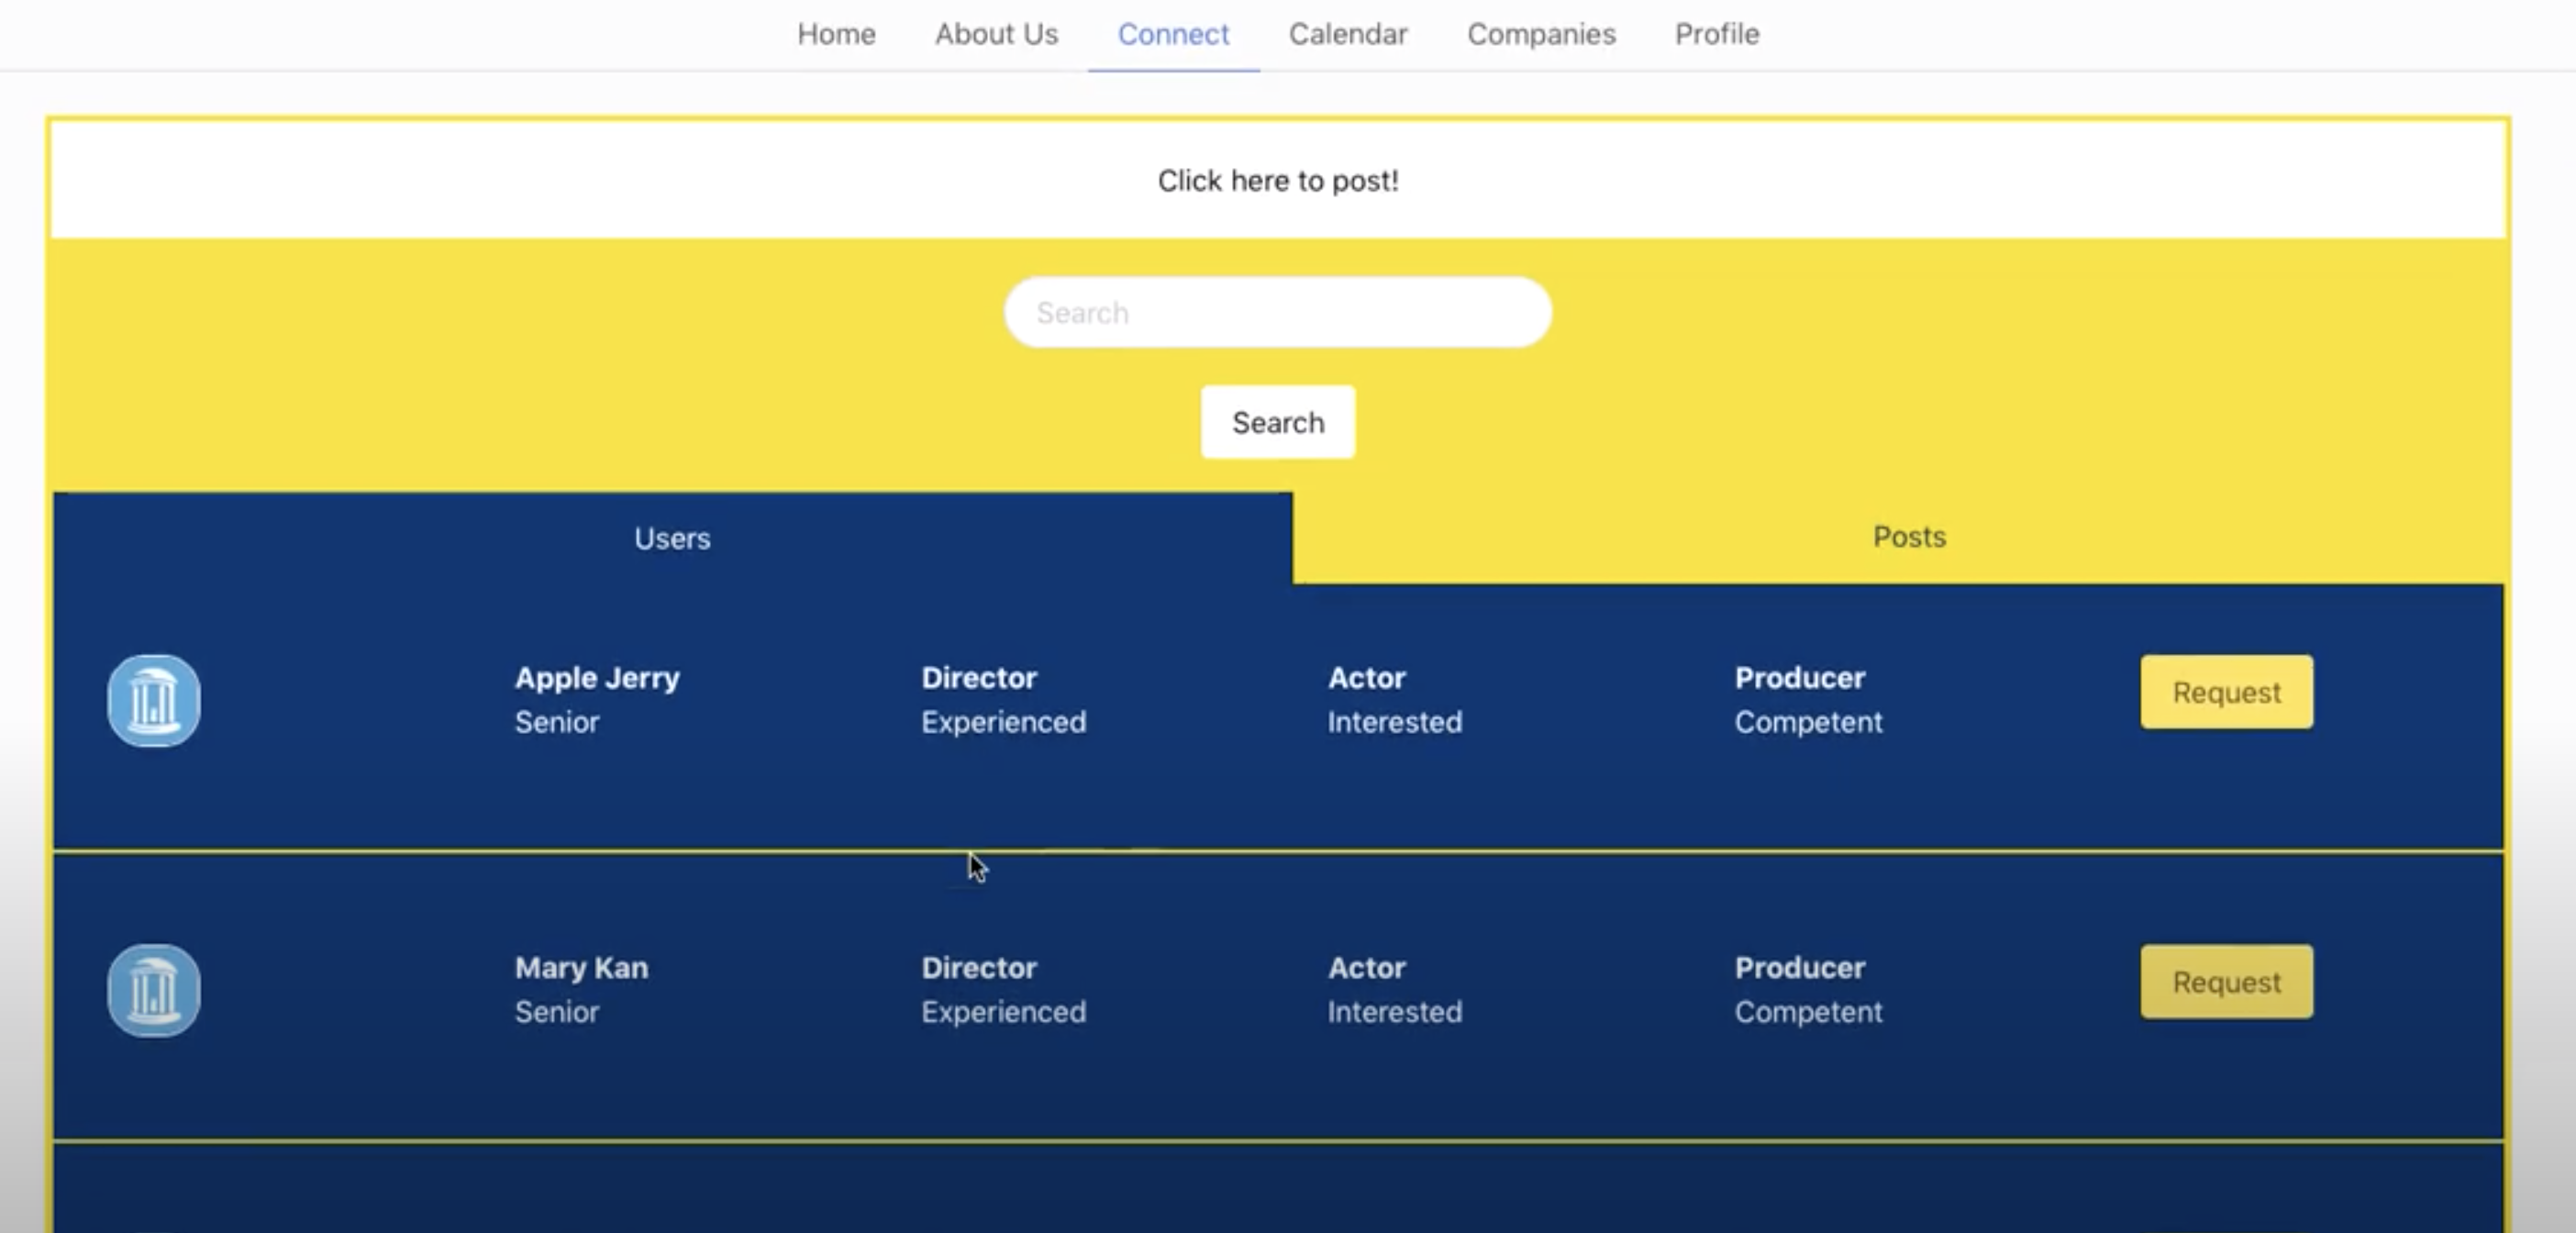 Home About Us Connect Calendar Companies Profile
Click here to post!
Search
Search
Users Posts
Apple Jerry Director Actor Producer Request
Senior Experienced Interested Competent
Mary Kan Director Actor Producer Request
Senior Experienced Interested Competent